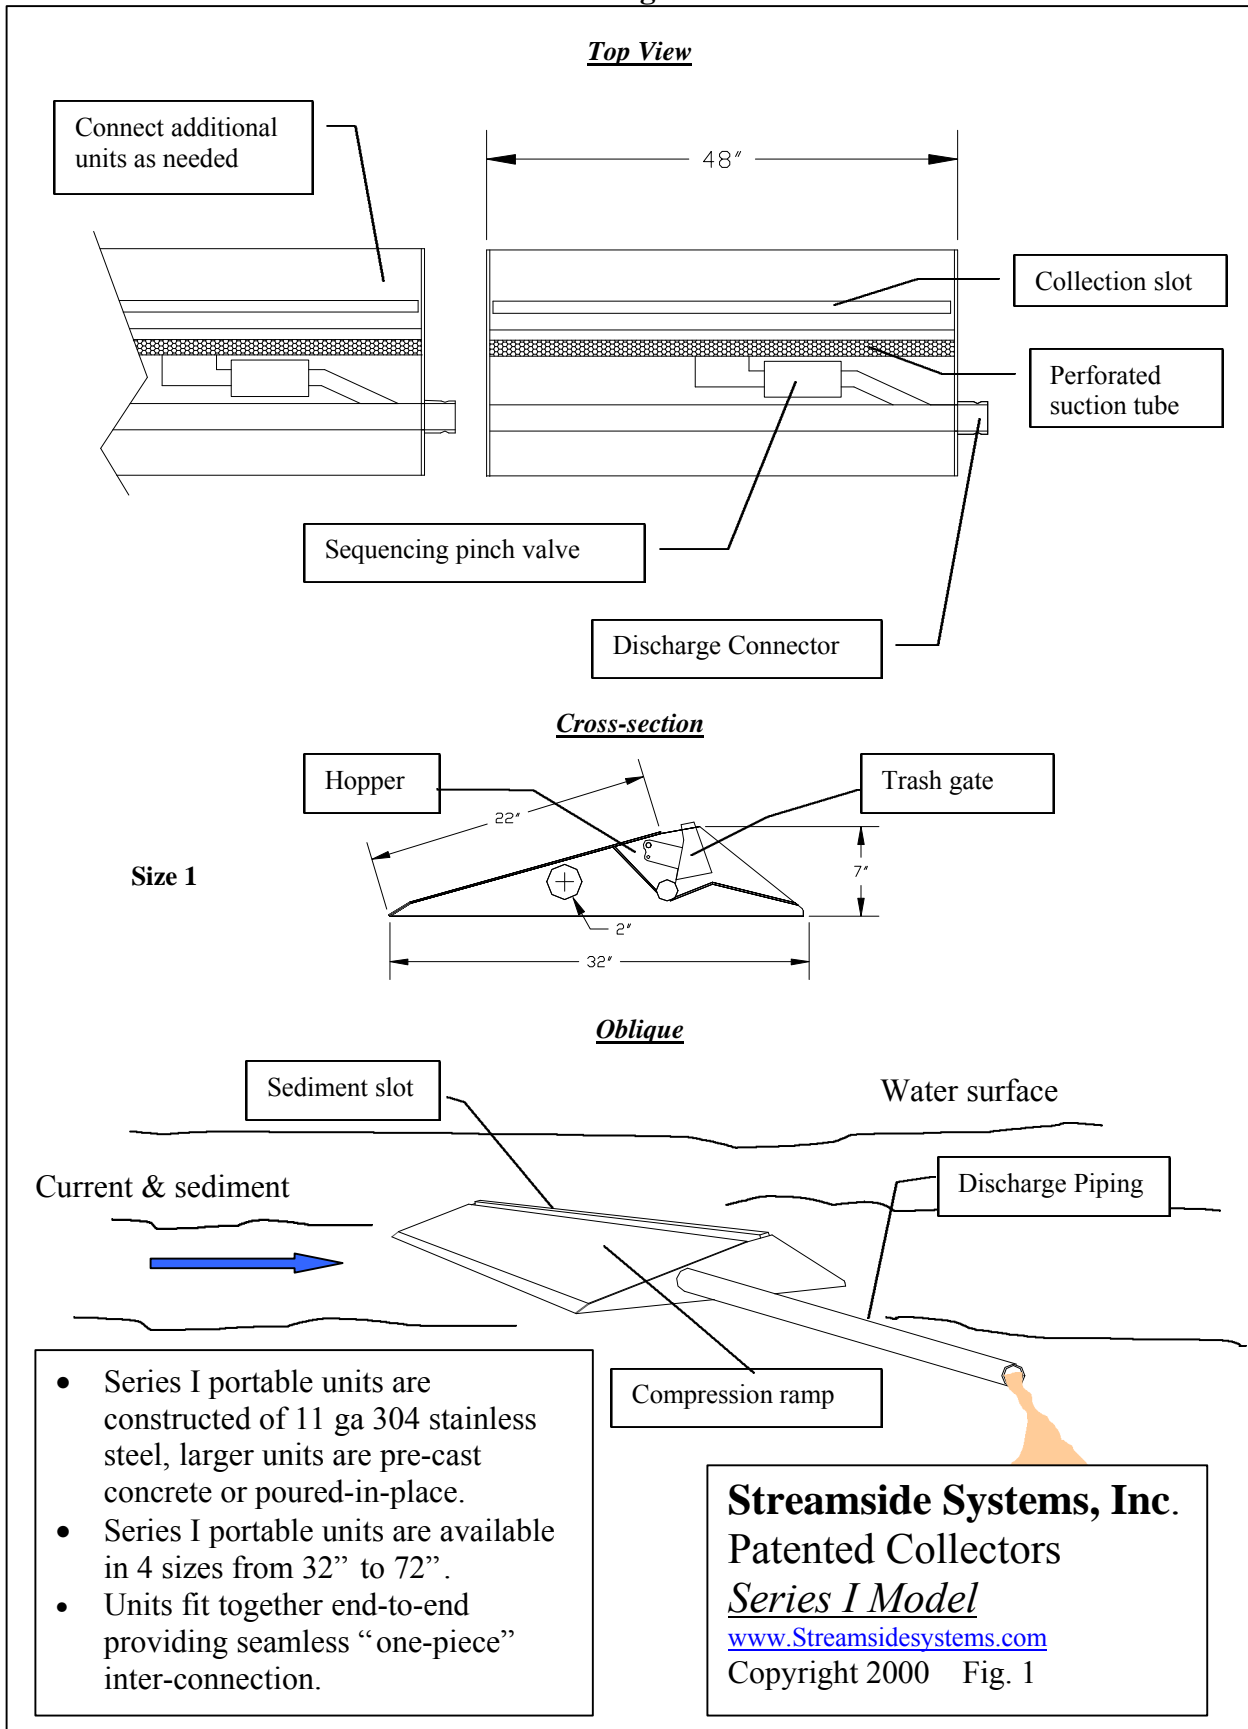 Top View
Connect additional
units as needed
48"
Collection slot
Perforated
suction tube
Sequencing pinch valve
Discharge Connector
Cross-section
Hopper
Trash gate
22"
Size 1
7"
2"
32"
Oblique
Sediment slot
Water surface
Current & sediment
Discharge Piping
Compression ramp
• Series I portable units are
constructed of 11 ga 304 stainless
steel, larger units are pre-cast
concrete or poured-in-place.
• Series I portable units are available
in 4 sizes from 32” to 72”.
• Units fit together end-to-end
providing seamless “one-piece”
inter-connection.
Streamside Systems, Inc.
Patented Collectors
Series I Model
www.Streamsidesystems.com
Copyright 2000 Fig. 1